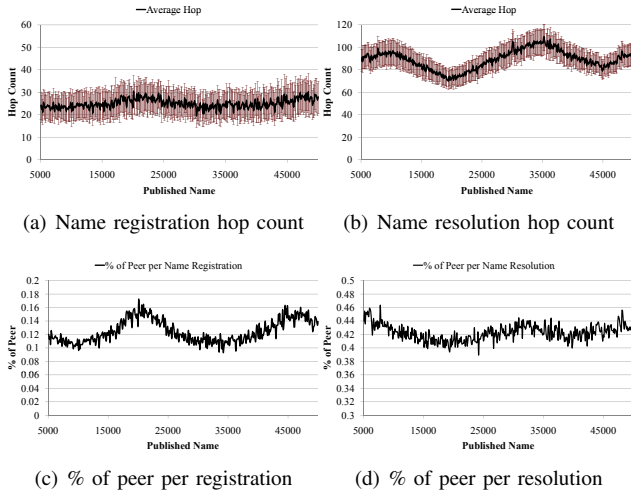 Average Hop
60
50
40
30
20
10
0
Hop Count
5000 15000 25000 35000 45000
Published Name
(a) Name registration hop count
Average Hop
120
100
80
60
40
20
0
Hop Count
5000 15000 25000 35000 45000
Published Name
(b) Name resolution hop count
% of Peer per Name Registration
0.2
0.18
0.16
0.14
0.12
0.1
0.08
0.06
0.04
0.02
0
% of Peer
5000 15000 25000 35000 45000
Published Name
(c) % of peer per registration
% of Peer per Name Resolution
0.5
0.48
0.46
0.44
0.42
0.4
0.38
0.36
0.34
0.32
0.3
% of Peer
5000 15000 25000 35000 45000
Published Name
(d) % of peer per resolution